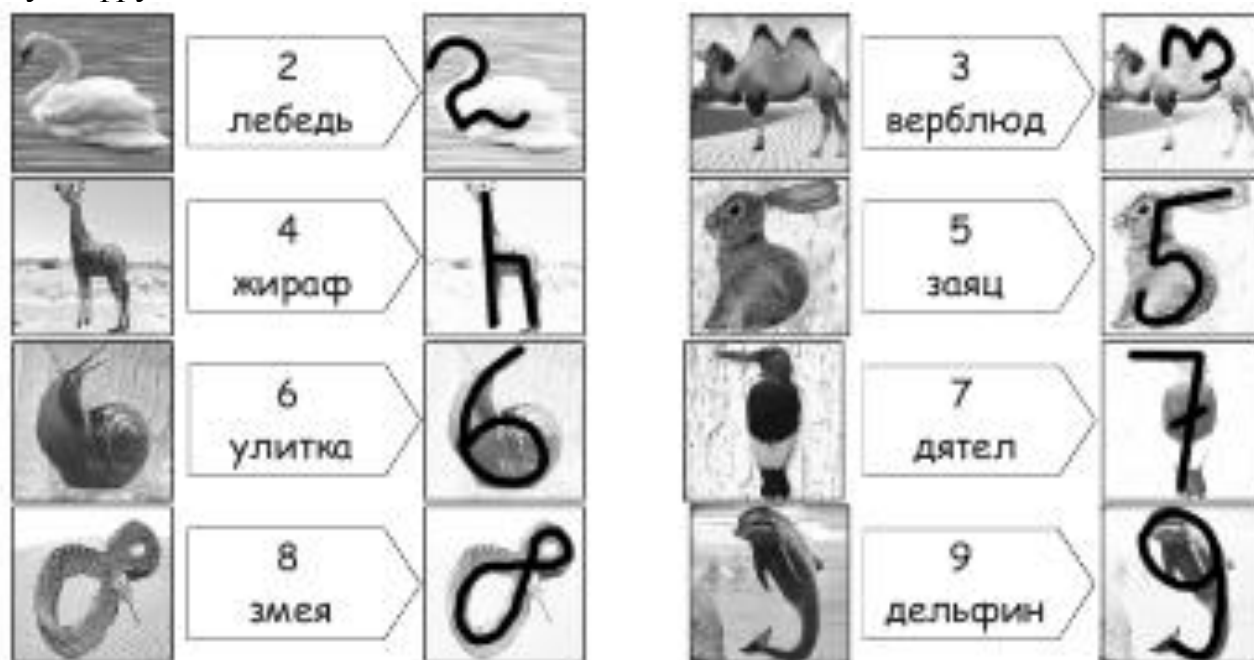 2
лебедь
3
верблюд
4
жираф
5
заяц
6
улитка
7
дятел
8
змея
9
дельфин